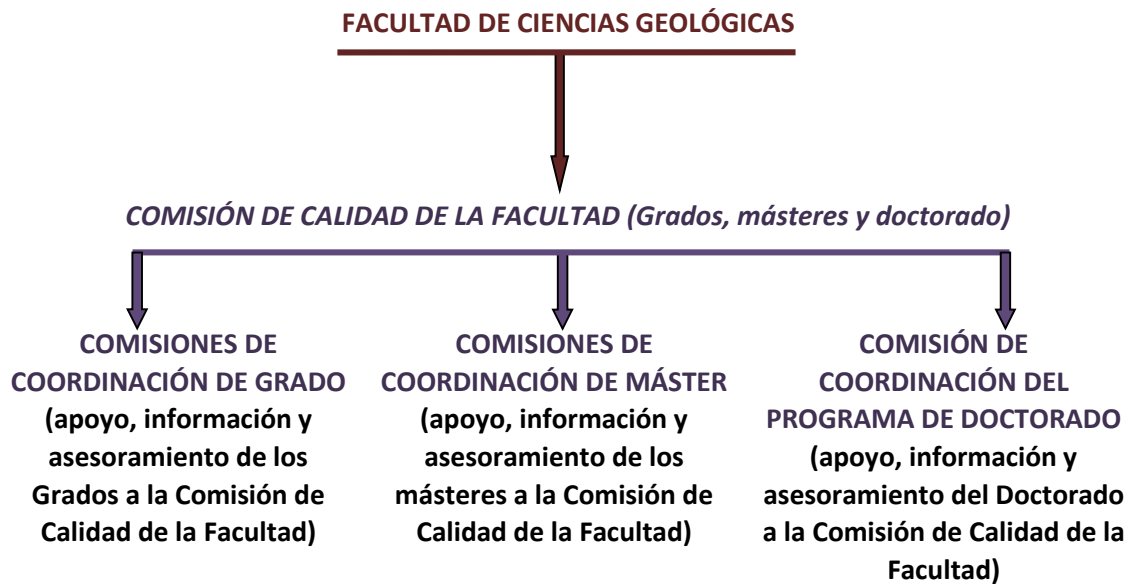 FACULTAD DE CIENCIAS GEOLÓGICAS
COMISIÓN DE CALIDAD DE LA FACULTAD (Grados, másteres y doctorado)
COMISIONES DE
COORDINACIÓN DE GRADO
(apoyo, información y
asesoramiento de los
Grados a la Comisión de
Calidad de la Facultad)
COMISIONES DE
COORDINACIÓN DE MÁSTER
(apoyo, información y
asesoramiento de los
másteres a la Comisión de
Calidad de la Facultad)
COMISIÓN DE
COORDINACIÓN DEL
PROGRAMA DE DOCTORADO
(apoyo, información y
asesoramiento del Doctorado
a la Comisión de Calidad de la
Facultad)